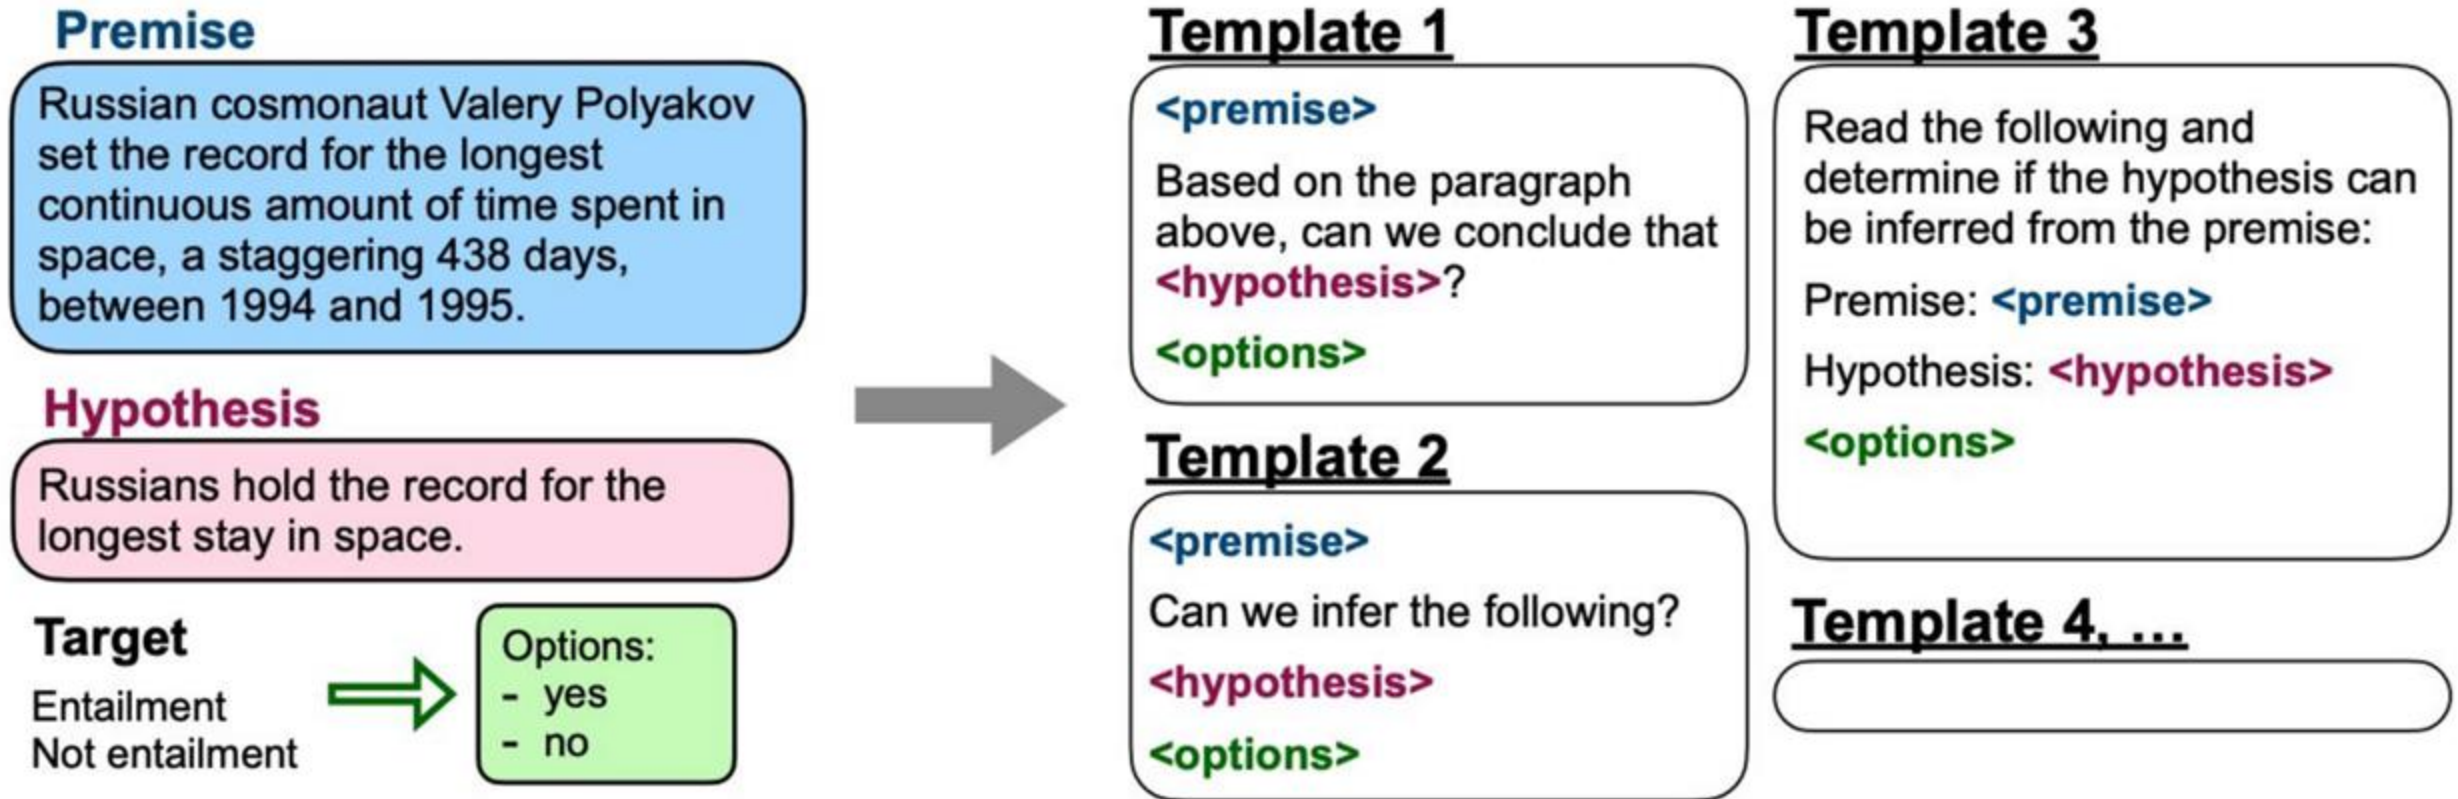 Premise
Russian cosmonaut Valery Polyakov
set the record for the longest
continuous amount of time spent in
space, a staggering 438 days,
between 1994 and 1995.
Hypothesis
Russians hold the record for the
longest stay in space.
Target
Entailment
Not entailment
Options:
- yes
- no
Template 1
<premise>
Based on the paragraph
above, can we conclude that
<hypothesis>?
<options>
Template 2
<premise>
Can we infer the following?
<hypothesis>
<options>
Template 3
Read the following and
determine if the hypothesis can
be inferred from the premise:
Premise: <premise>
Hypothesis: <hypothesis>
<options>
Template 4, ...